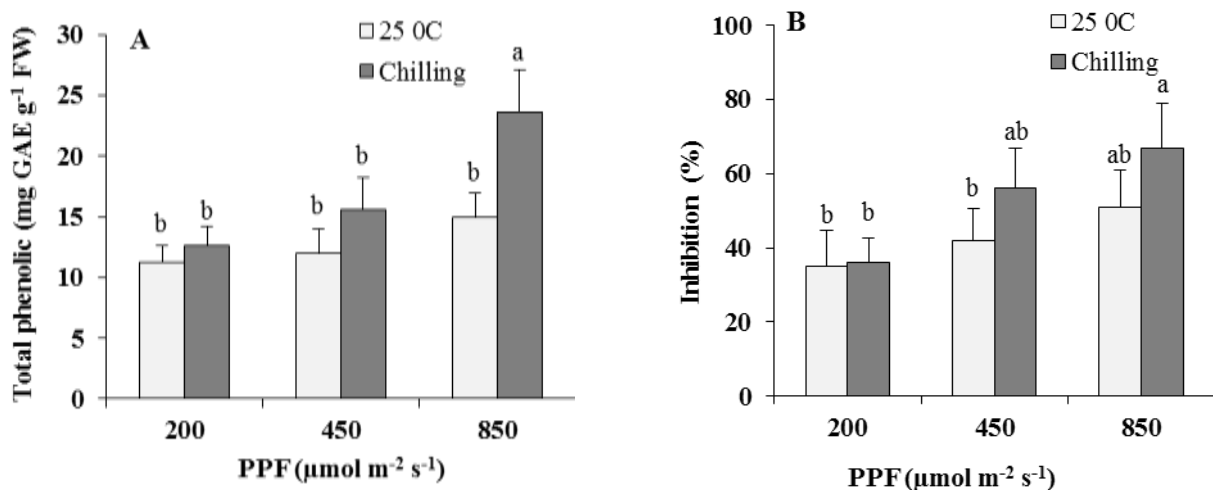 A
25 0C
Chilling
Total phenolic (mg GAE g⁻¹ FW)
30
25
20
15
10
5
0
b
b
b
b
b
a
200
450
850
PPF (µmol m⁻² s⁻¹)
B
25 0C
Chilling
Inhibition (%)
100
80
60
40
20
0
b
b
b
ab
ab
a
200
450
850
PPF (µmol m⁻² s⁻¹)